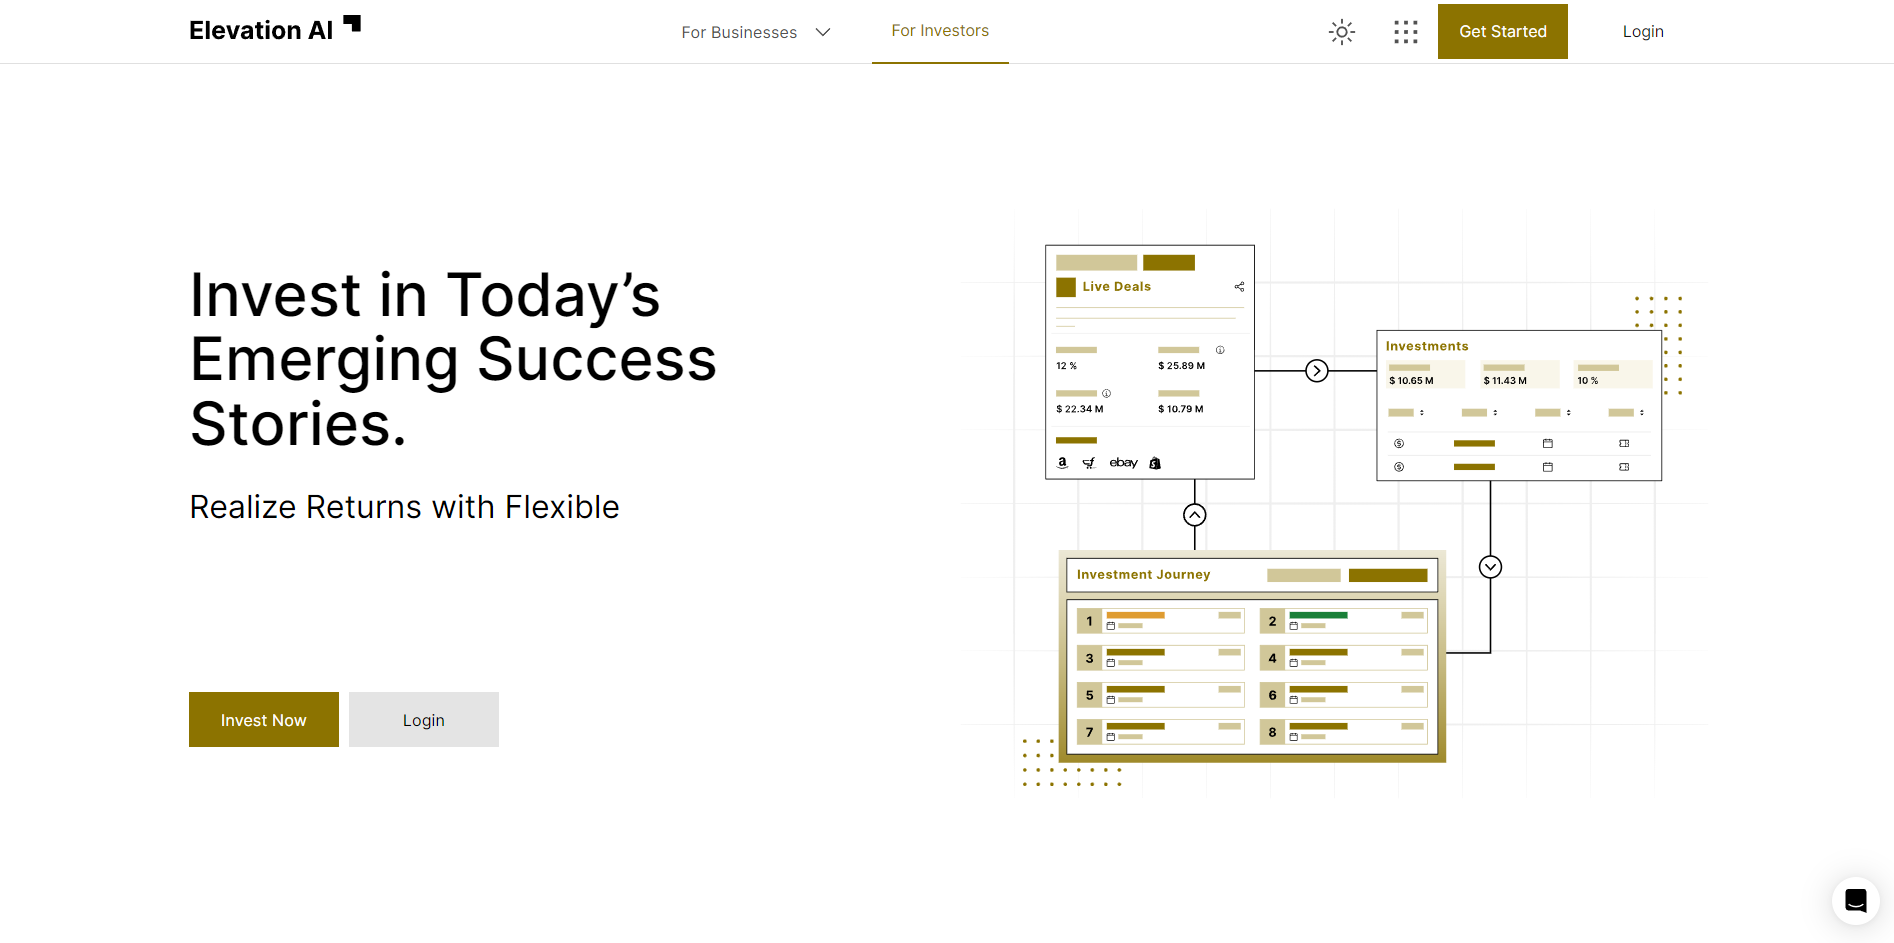 Elevation AI
For Businesses
For Investors
Get Started
Login
Invest in Today’s
Emerging Success
Stories.
Realize Returns with Flexible
Invest Now
Login
Live Deals
12 %
$ 25.89 M
$ 22.34 M
$ 10.79 M
a
ebay
Investments
$ 10.65 M
$ 11.43 M
10 %
Investment Journey
1
2
3
4
5
6
7
8